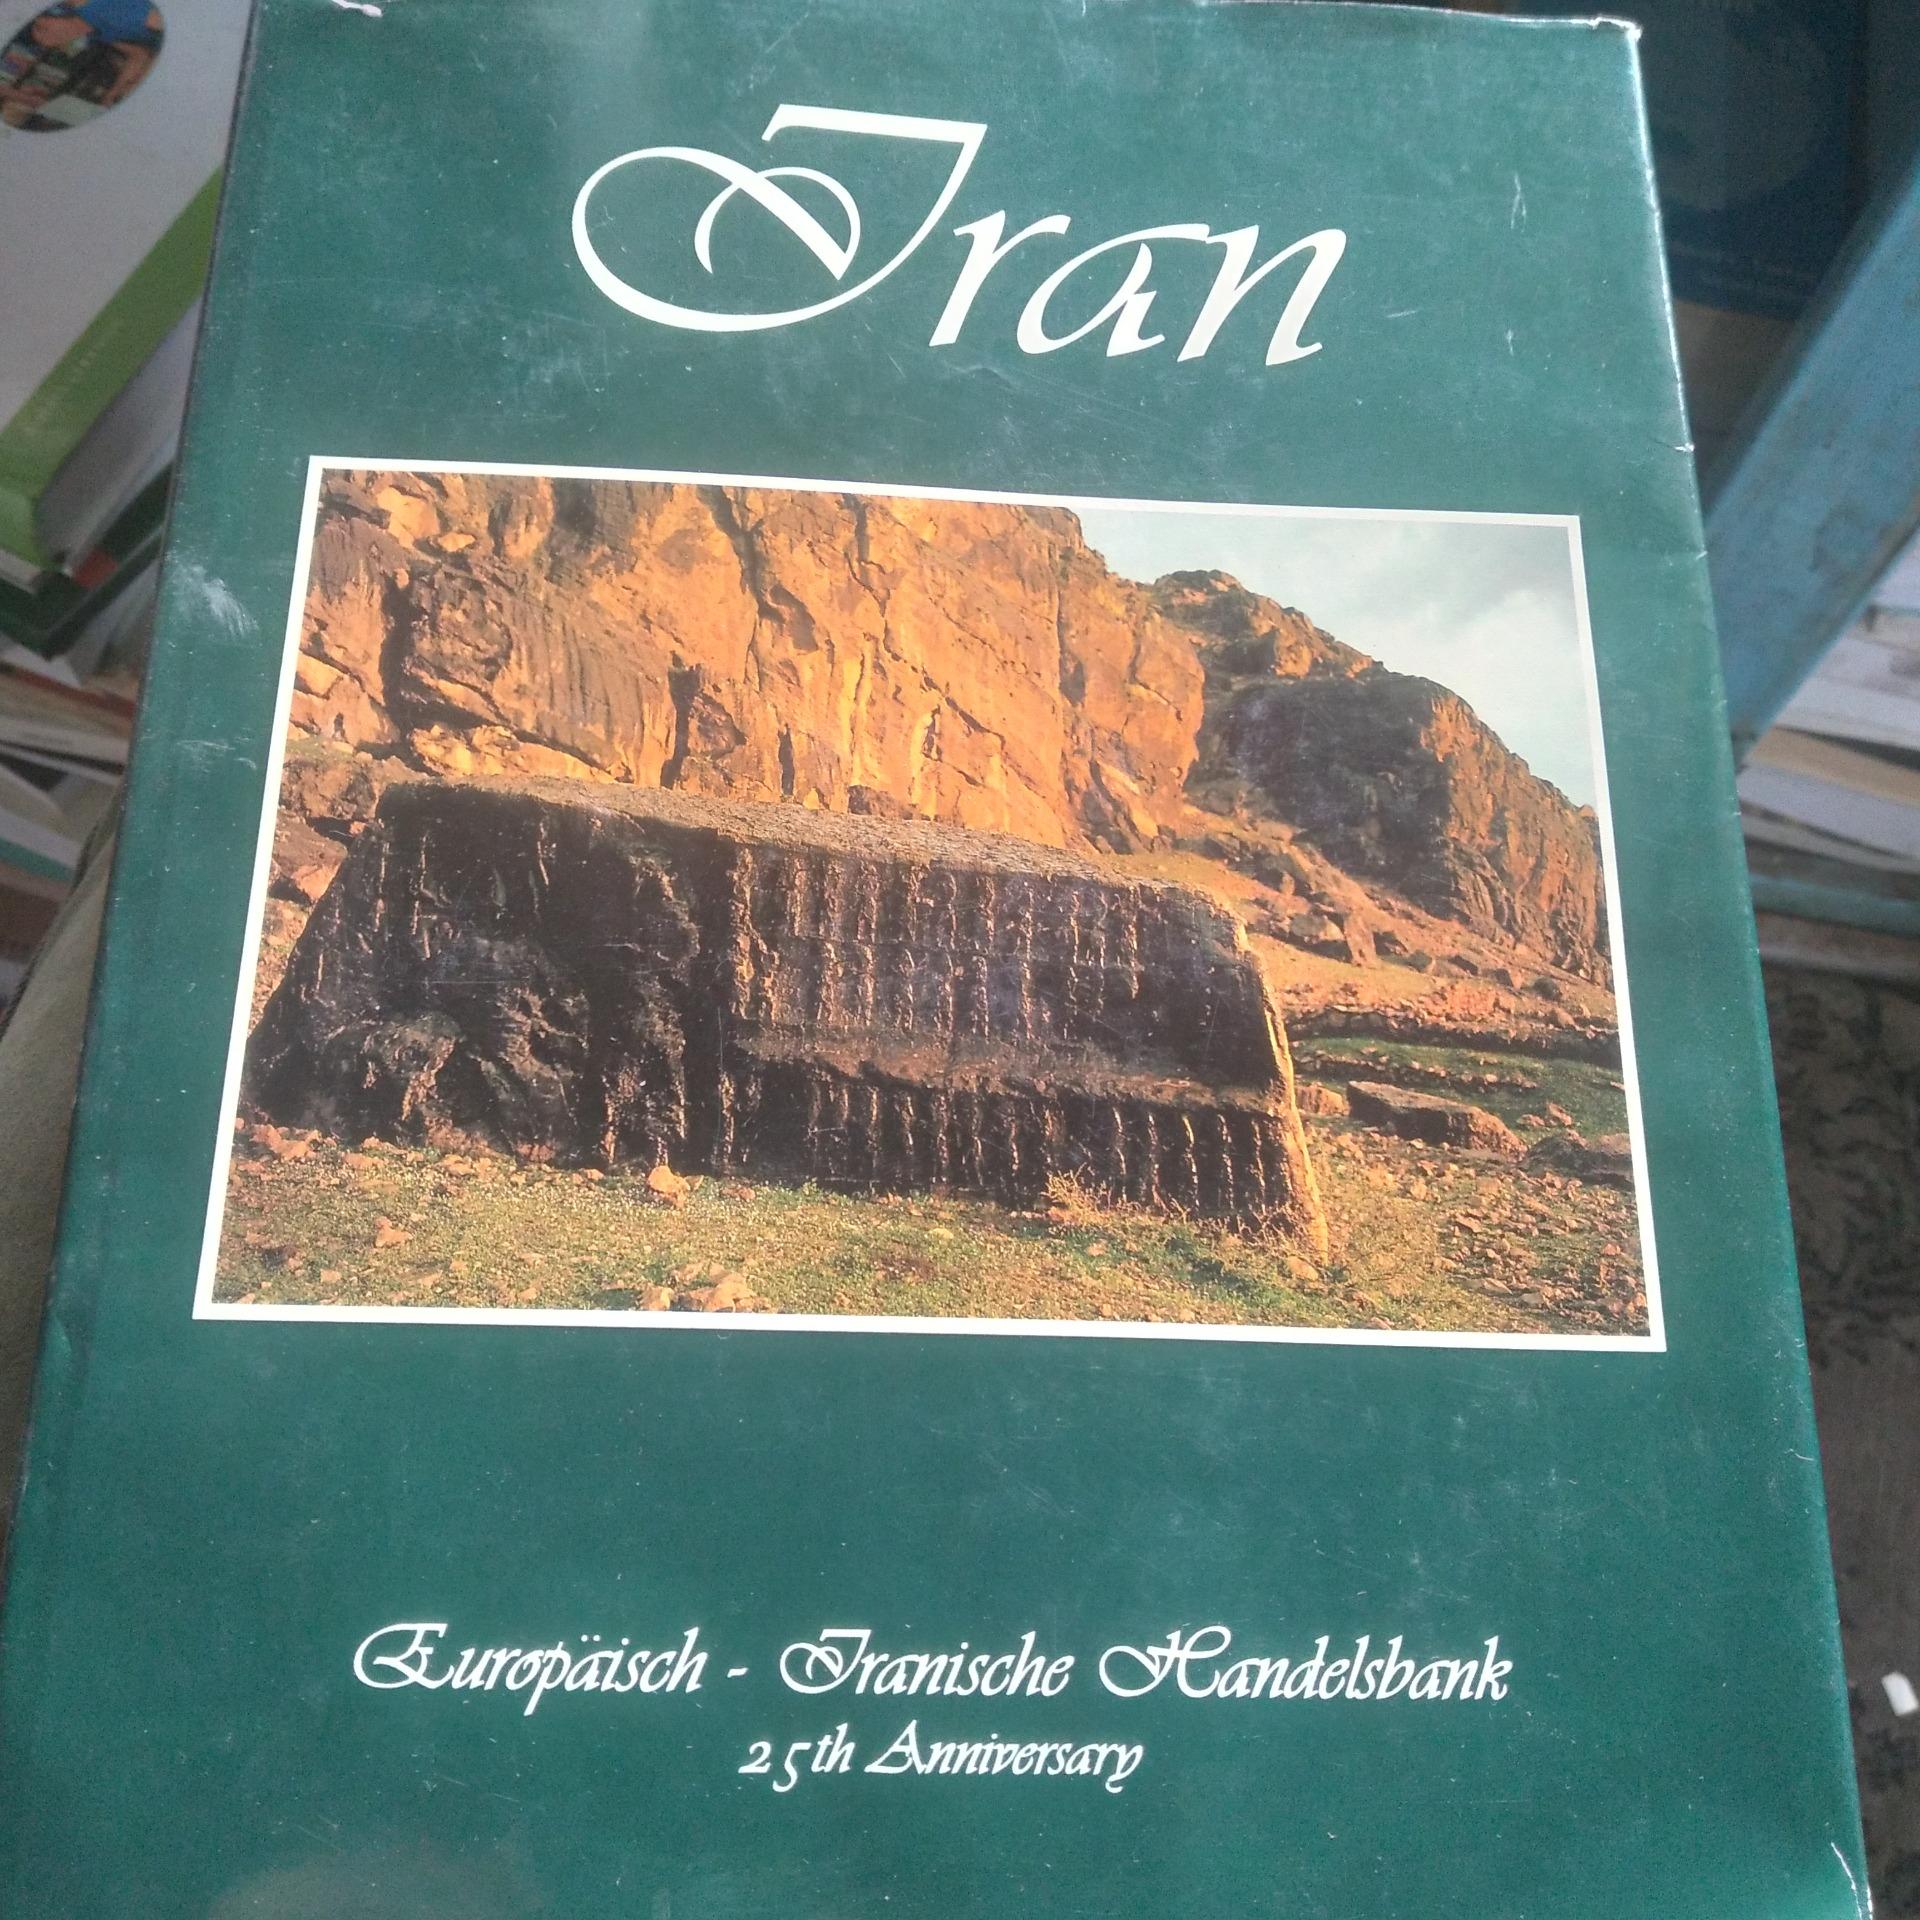 Iran
Europäisch - Iranische Handelsbank
25th Anniversary